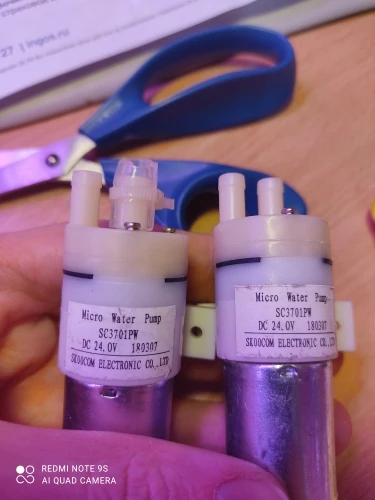 27 | ingos.ru
Micro Water Pump
SC3701PW
DC 24.0V 180307
SKOOCOM ELECTRONIC CO.,LTD
Micro Water Pump
SC3701PW
DC 24.0V 180307
SKOOCOM ELECTRONIC CO.,LTD
REDMI NOTE 9S
AI QUAD CAMERA